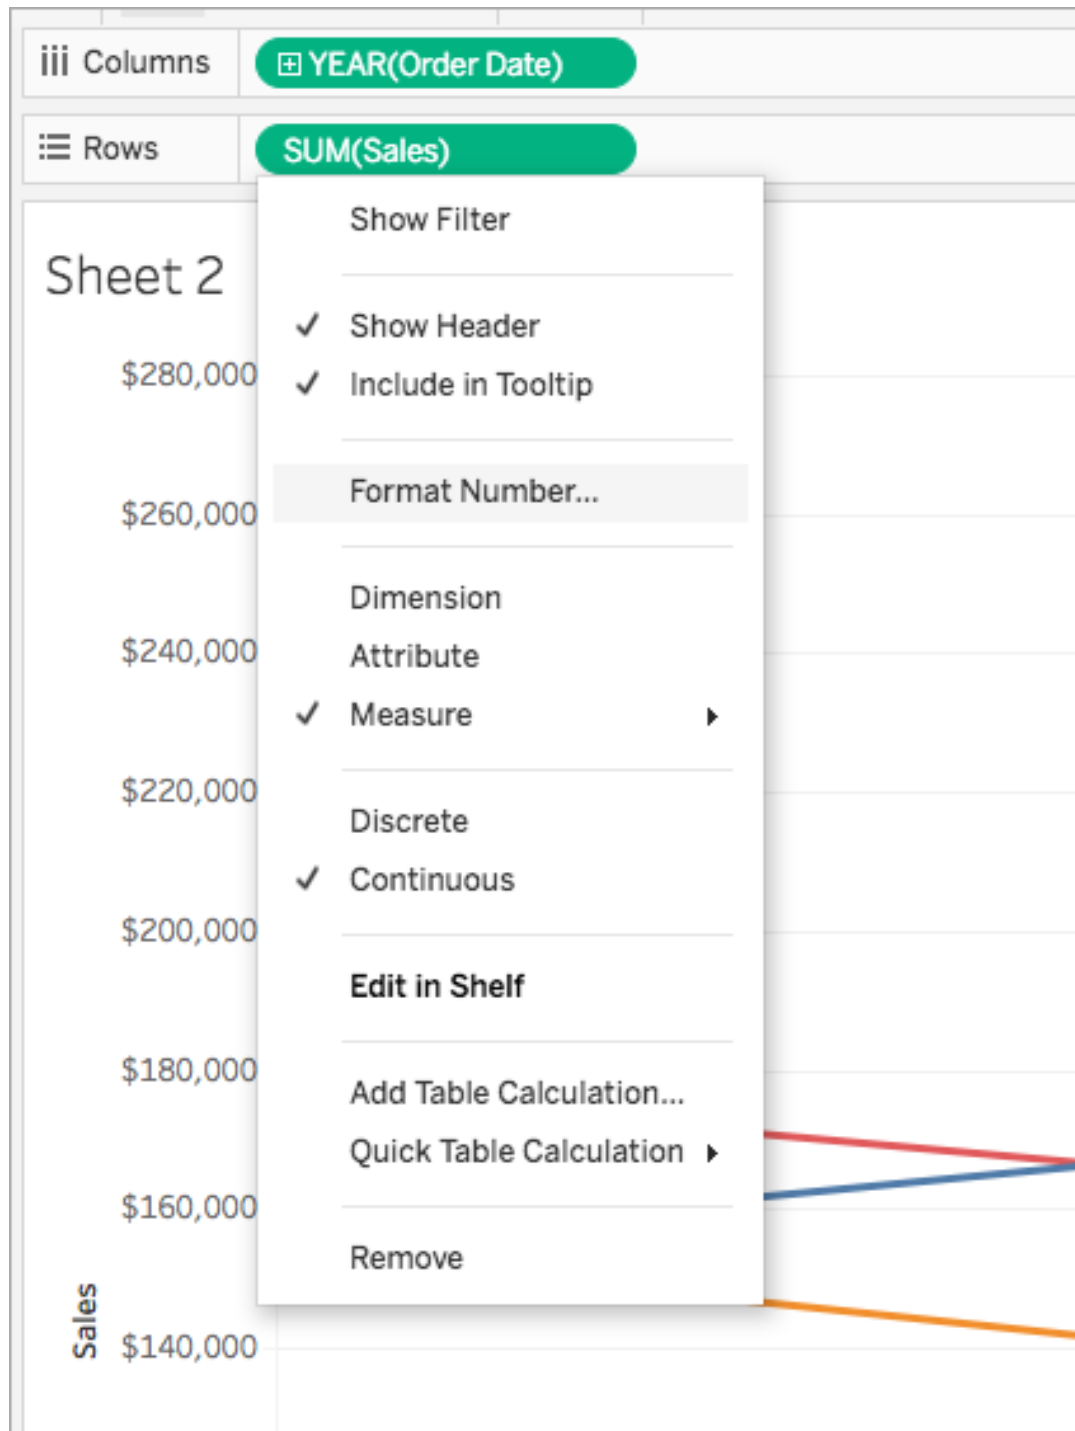 Columns
YEAR(Order Date)
Rows
SUM(Sales)
Sheet 2
Show Filter
Show Header
Include in Tooltip
Format Number...
Dimension
Attribute
Measure
Discrete
Continuous
Edit in Shelf
Add Table Calculation...
Quick Table Calculation
Remove
$280,000
$260,000
$240,000
$220,000
$200,000
$180,000
$160,000
$140,000
Sales